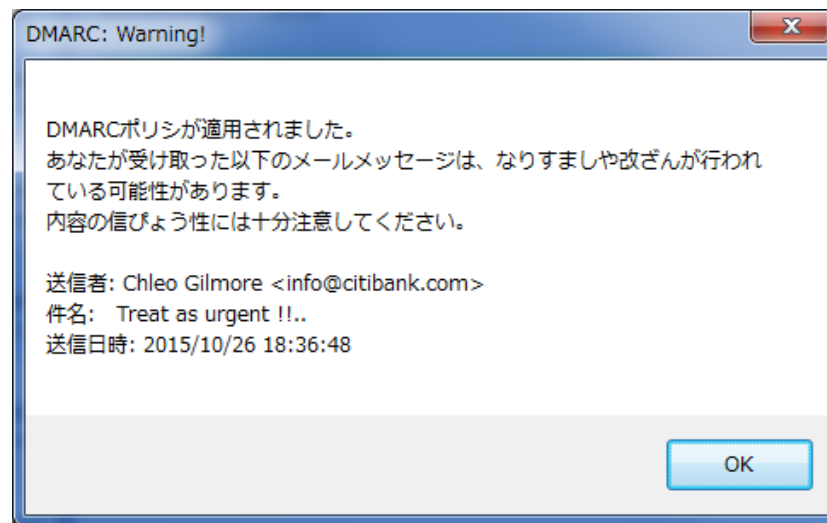 DMARC: Warning!
DMARCポリシが適用されました。
あなたが受け取った以下のメールメッセージは、なりすましや改ざんが行われ
ている可能性があります。
内容の信ぴょう性には十分注意してください。
送信者: Chleo Gilmore <info@citibank.com>
件名: Treat as urgent !!..
送信日時: 2015/10/26 18:36:48
OK